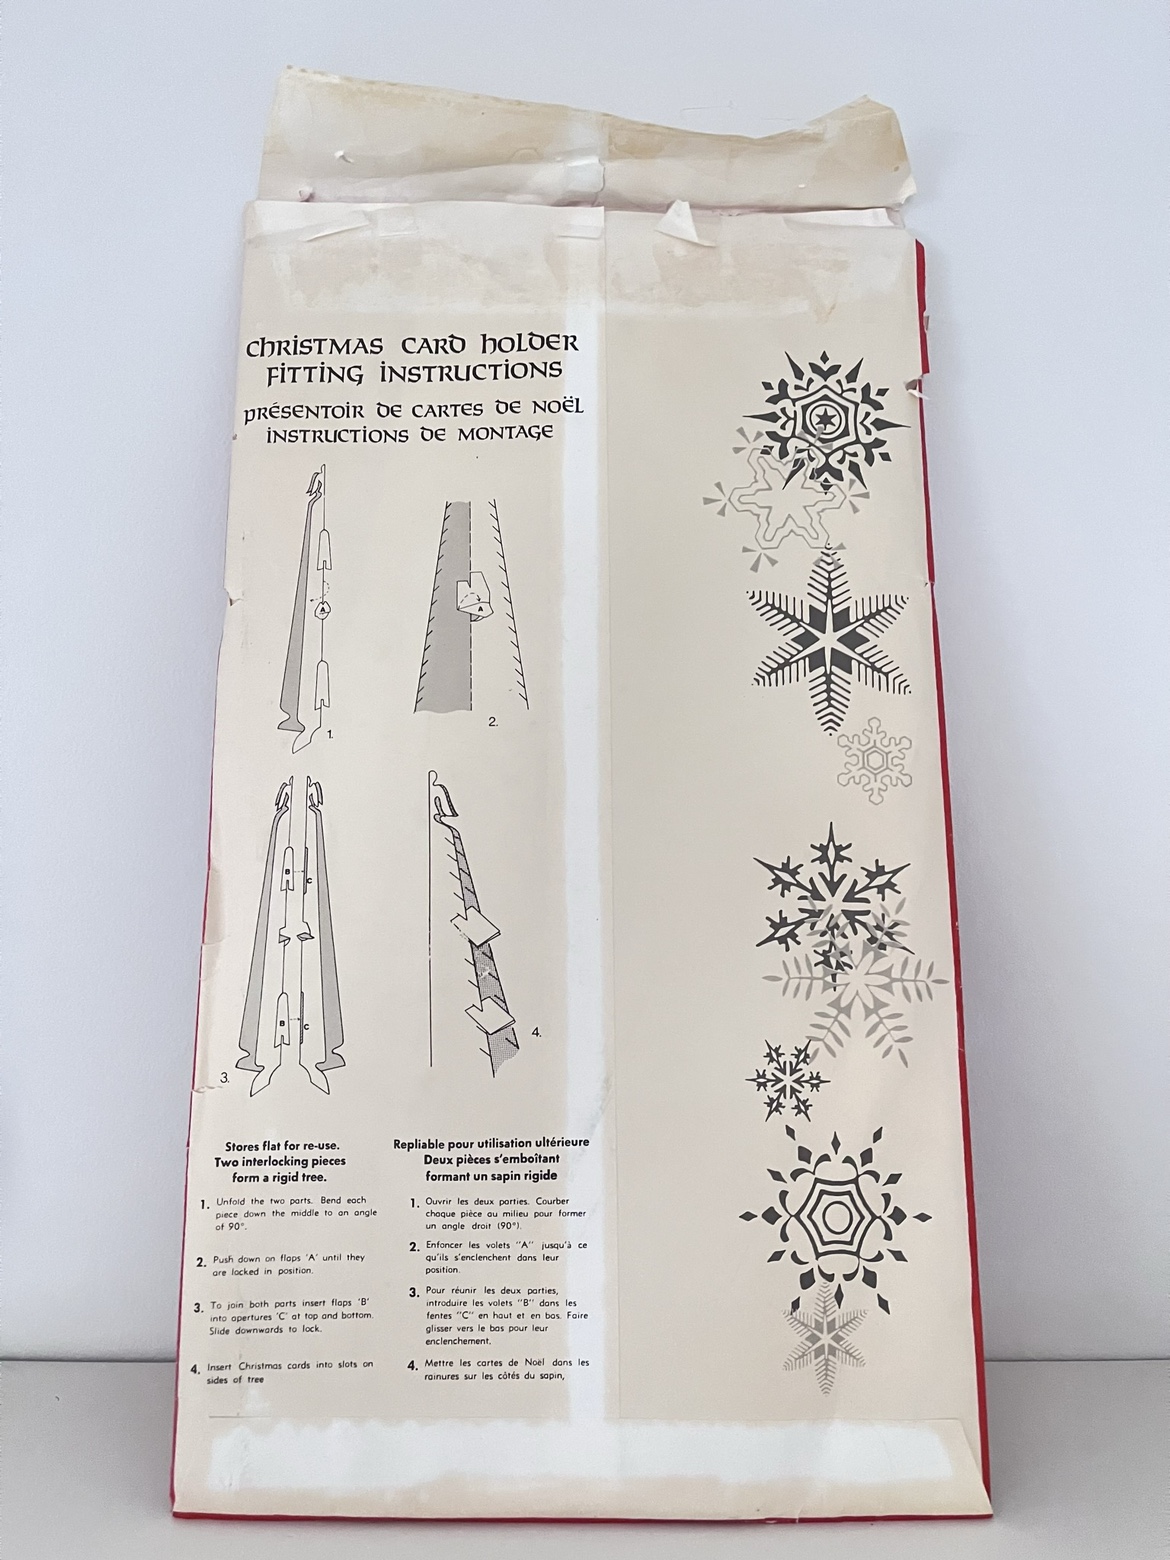 Christmas Card Holder
Fitting Instructions
Présentoir de Cartes de Noël
Instructions de Montage
A
1.
A
2.
B
C
B
C
3.
4.
Stores flat for re-use.
Two interlocking pieces
form a rigid tree.
1. Unfold the two parts. Bend each
piece down the middle to an angle
of 90°.
2. Push down on flaps 'A' until they
are locked in position.
3. To join both parts insert flaps 'B'
into apertures 'C' at top and bottom.
Slide downwards to lock.
4. Insert Christmas cards into slots on
sides of tree
Repliable pour utilisation ultérieure
Deux pièces s'emboîtant
formant un sapin rigide
1. Ouvrir les deux parties. Courber
chaque pièce au milieu pour former
un angle droit (90°).
2. Enfoncer les volets "A" jusqu'à ce
qu'ils s'enclenchent dans leur
position.
3. Pour réunir les deux parties,
introduire les volets "B" dans les
fentes "C" en haut et en bas. Faire
glisser vers le bas pour leur
enclenchement.
4. Mettre les cartes de Noël dans les
rainures sur les côtés du sapin,